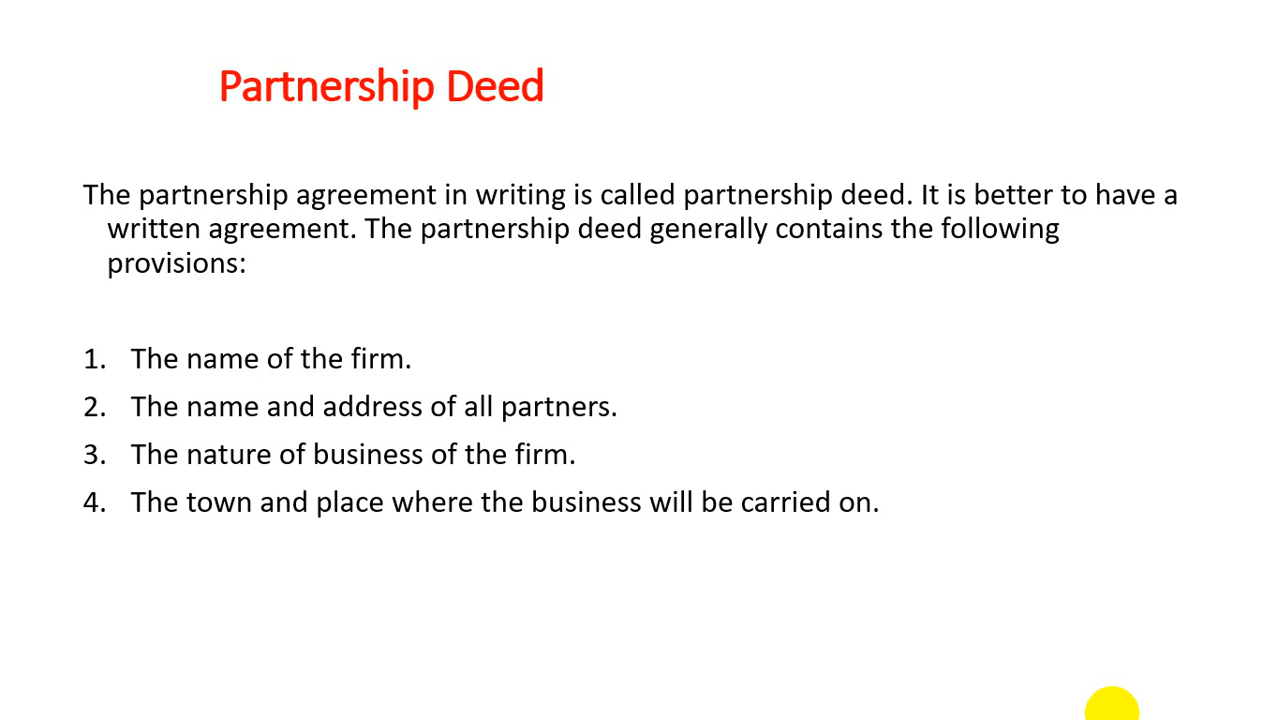 Partnership Deed
The partnership agreement in writing is called partnership deed. It is better to have a
written agreement. The partnership deed generally contains the following
provisions:
1. The name of the firm.
2. The name and address of all partners.
3. The nature of business of the firm.
4. The town and place where the business will be carried on.